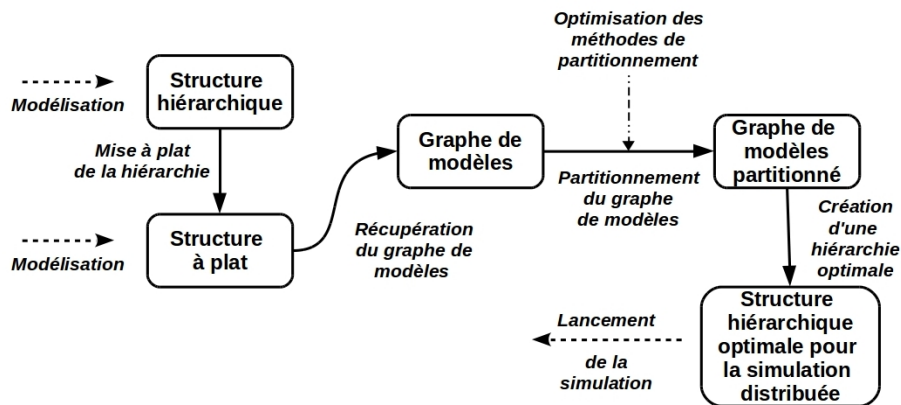 Optimisation des
méthodes de
partitionnement
Modélisation
Structure
hiérarchique
Mise à plat
de la hiérarchie
Graphe de
modèles
Partitionnement
du graphe
de modèles
Graphe de
modèles
partitionné
Modélisation
Structure
à plat
Récupération
du graphe de
modèles
Création
d'une
hiérarchie
optimale
Structure
hiérarchique
optimale pour
la simulation
distribuée
Lancement
de la
simulation